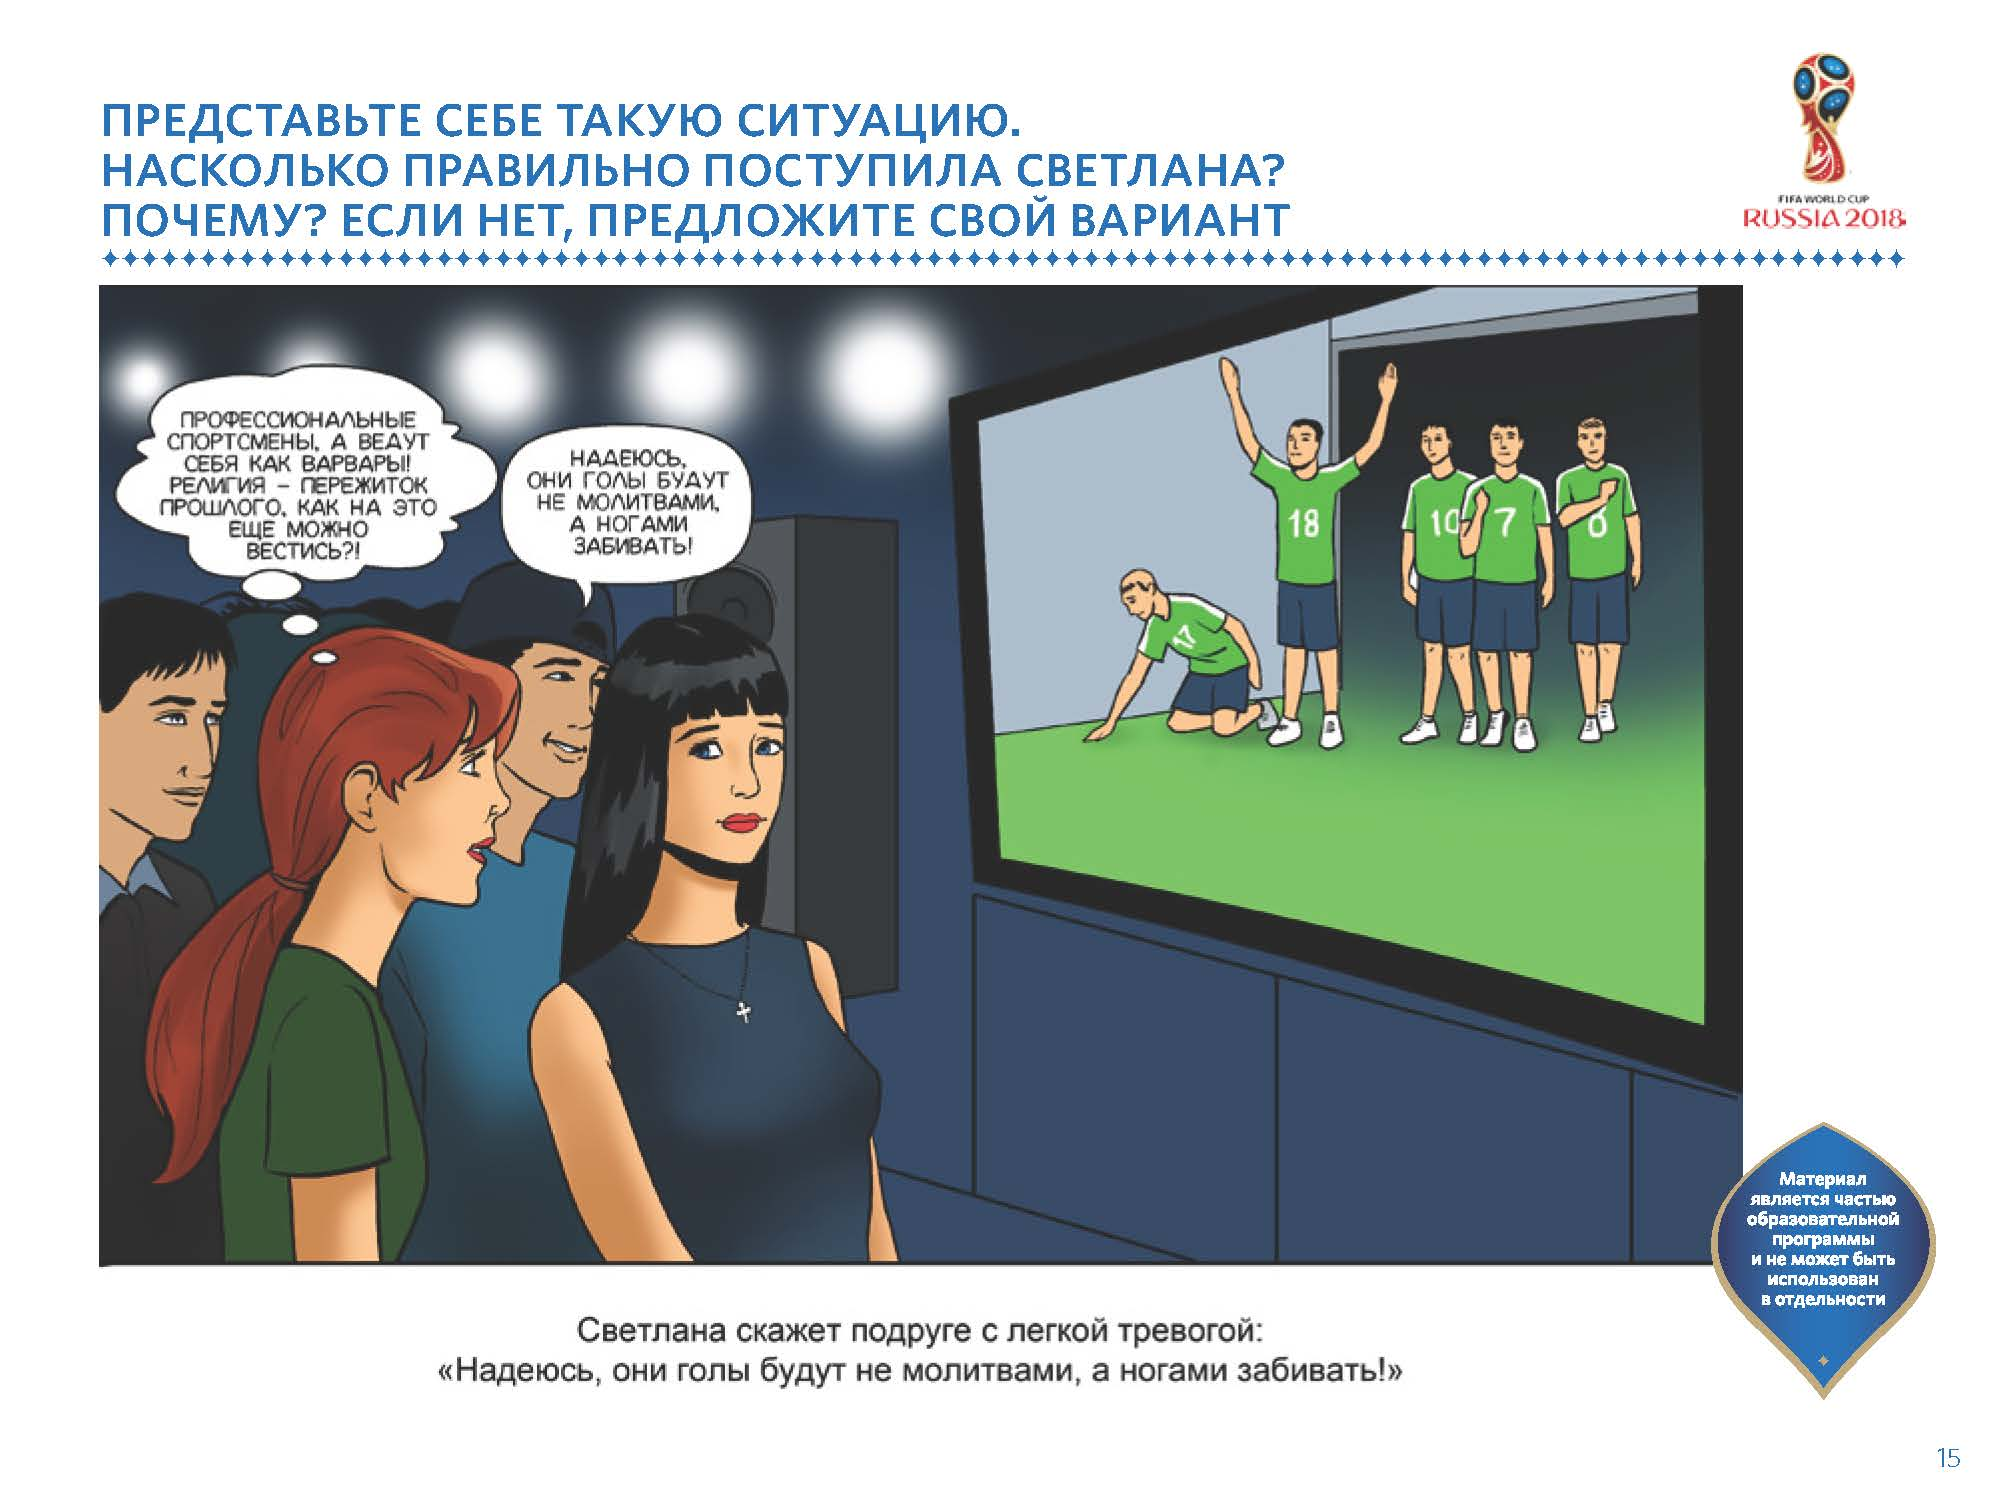 ПРЕДСТАВЬТЕ СЕБЕ ТАКУЮ СИТУАЦИЮ.
НАСКОЛЬКО ПРАВИЛЬНО ПОСТУПИЛА СВЕТЛАНА?
ПОЧЕМУ? ЕСЛИ НЕТ, ПРЕДЛОЖИТЕ СВОЙ ВАРИАНТ
FIFA WORLD CUP
RUSSIA 2018
ПРОФЕССИОНАЛЬНЫЕ
СПОРТСМЕНЫ, А ВЕДУТ
СЕБЯ КАК ВАРВАРЫ!
РЕЛИГИЯ – ПЕРЕЖИТОК
ПРОШЛОГО, КАК НА ЭТО
ЕЩЕ МОЖНО
ВЕСТИСЬ?!
НАДЕЮСЬ,
ОНИ ГОЛЫ БУДУТ
НЕ МОЛИТВАМИ,
А НОГАМИ
ЗАБИВАТЬ!
17
18
10
7
8
Материал
является частью
образовательной
программы
и не может быть
использован
в отдельности
Светлана скажет подруге с легкой тревогой:
«Надеюсь, они голы будут не молитвами, а ногами забивать!»
15